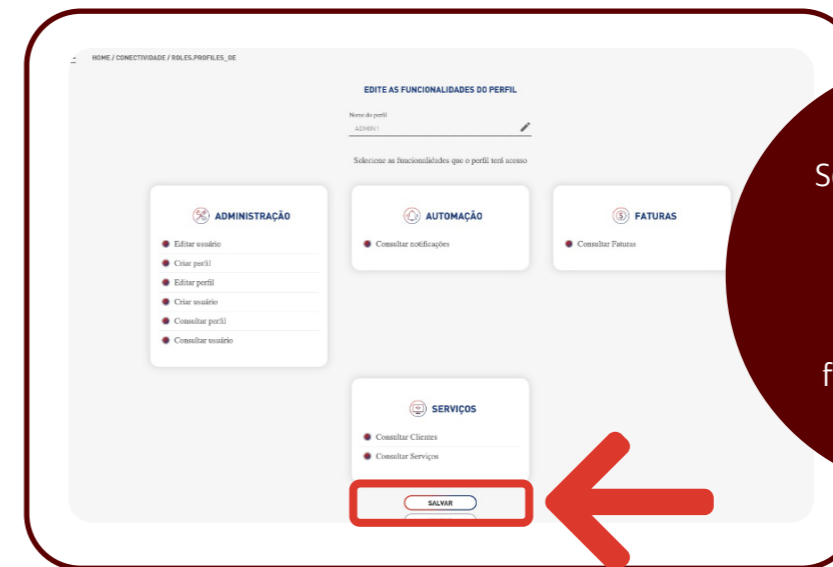 HOME / CONECTIVIDADE / ROLES.PROFILES_DE
EDITE AS FUNCIONALIDADES DO PERFIL
Nome do perfil
ADMIN1
Selecione as funcionalidades que o perfil terá acesso
ADMINISTRAÇÃO
Editar usuário
Criar perfil
Editar perfil
Criar usuário
Consultar perfil
Consultar usuário
AUTOMAÇÃO
Consultar notificações
FATURAS
Consultar Faturas
SERVIÇOS
Consultar Clientes
Consultar Serviços
SALVAR